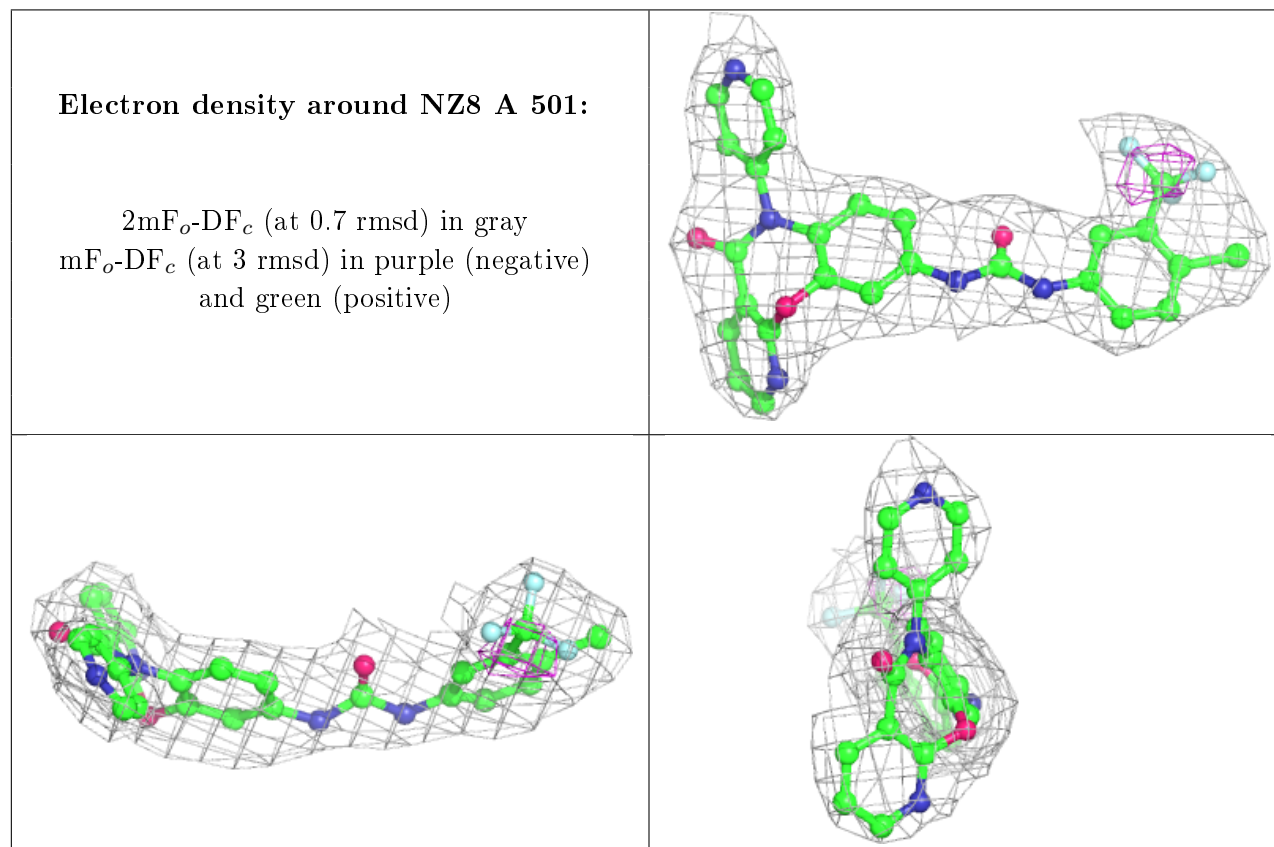 Electron density around NZ8 A 501:
2mFo-DFc (at 0.7 rmsd) in gray
mFo-DFc (at 3 rmsd) in purple (negative)
and green (positive)